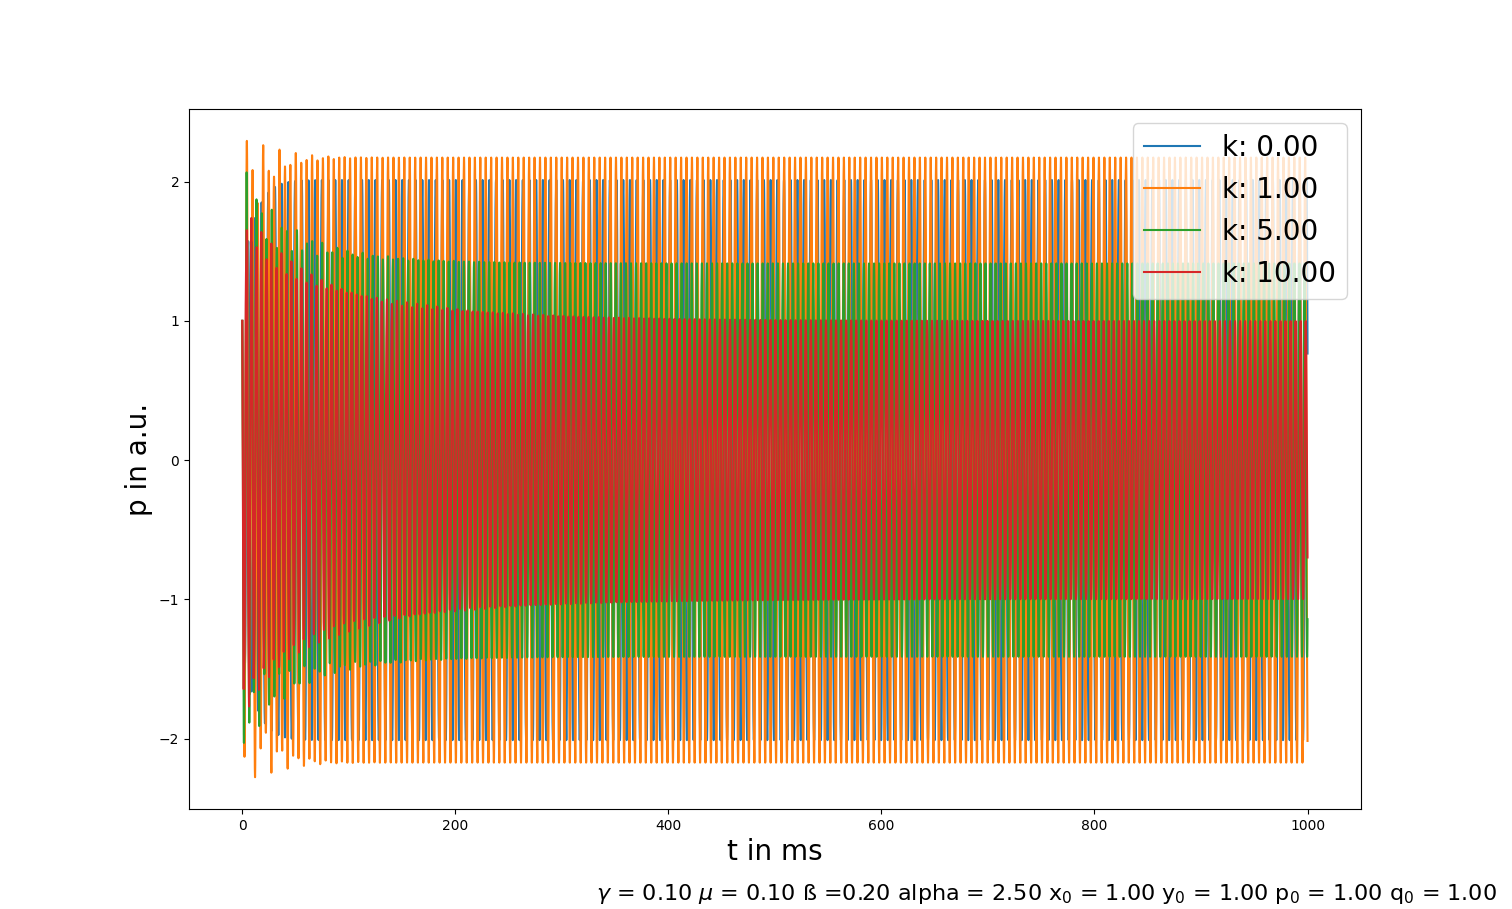 k: 0.00
k: 1.00
k: 5.00
k: 10.00
2
1
0
−1
−2
p in a.u.
0 200 400 600 800 1000
t in ms
γ = 0.10 μ = 0.10 ß =0.20 alpha = 2.50 x₀ = 1.00 y₀ = 1.00 p₀ = 1.00 q₀ = 1.00